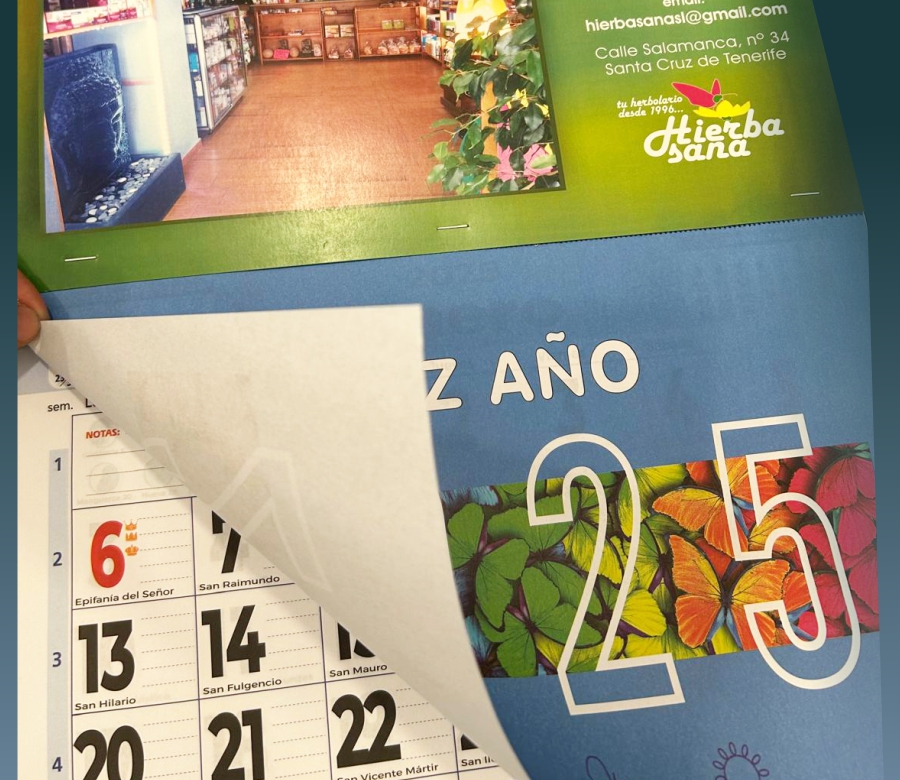 email:
hierbasanasl@gmail.com
Calle Salamanca, nº 34
Santa Cruz de Tenerife
tu herbolario
desde 1996...
Hierba
sana
Z AÑO
25
sem.
NOTAS:
1
2
6
Epifanía del Señor
7
San Raimundo
3
13
San Hilario
14
San Fulgencio
San Mauro
4
20
21
22
San Vicente Mártir